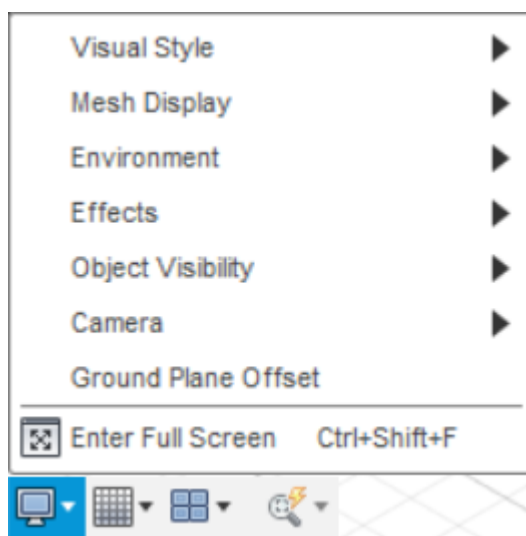 Visual Style
Mesh Display
Environment
Effects
Object Visibility
Camera
Ground Plane Offset
Enter Full Screen Ctrl+Shift+F